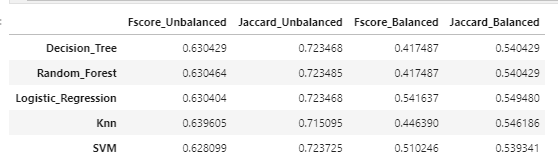 Fscore_Unbalanced Jaccard_Unbalanced Fscore_Balanced Jaccard_Balanced
Decision_Tree 0.630429 0.723468 0.417487 0.540429
Random_Forest 0.630464 0.723485 0.417487 0.540429
Logistic_Regression 0.630404 0.723468 0.541637 0.549480
Knn 0.639605 0.715095 0.446390 0.546186
SVM 0.628099 0.723725 0.510246 0.539341